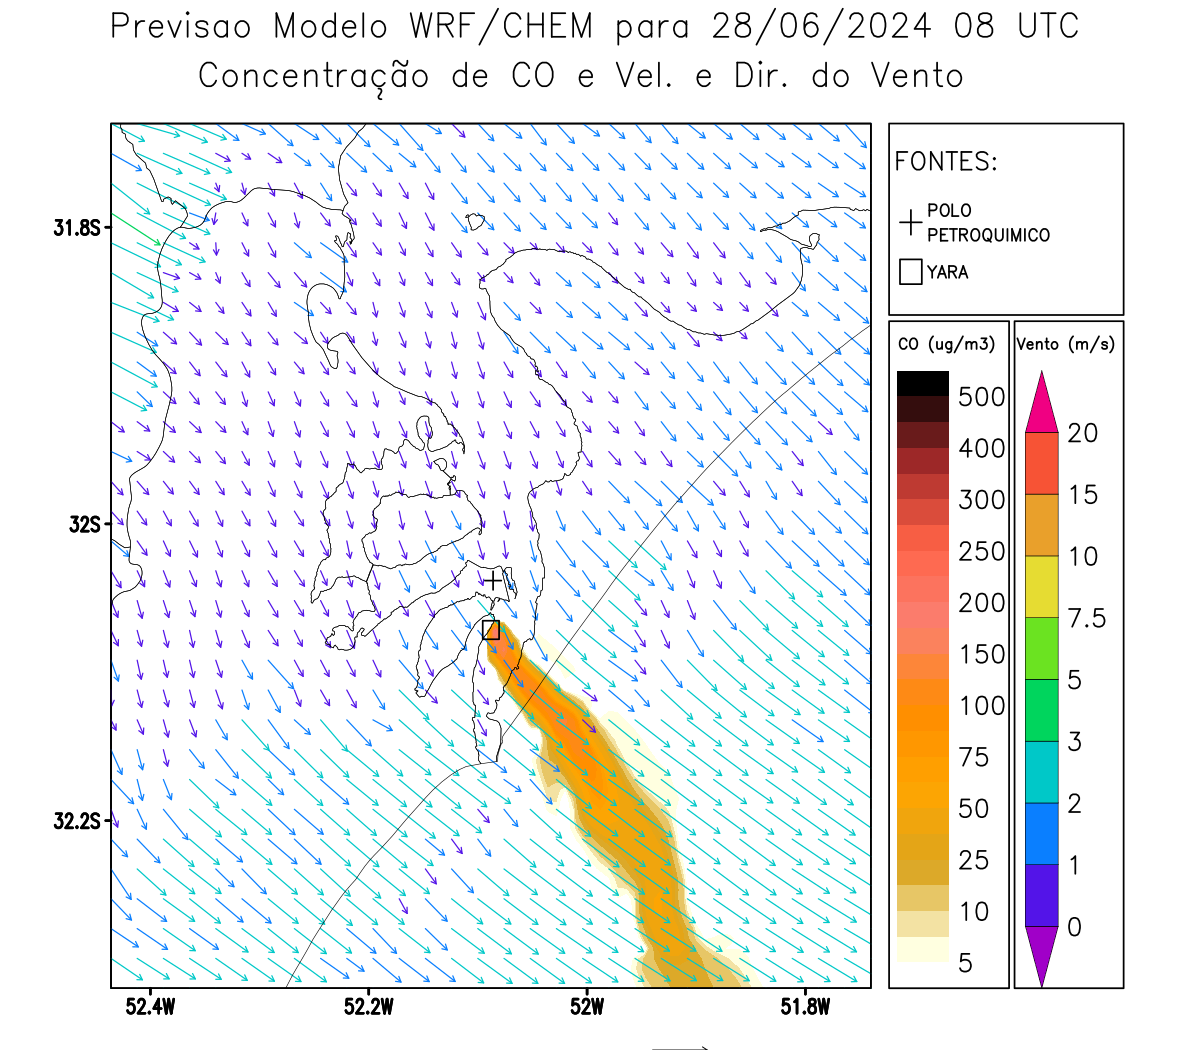 Previsao Modelo WRF/CHEM para 28/06/2024 08 UTC
Concentração de CO e Vel. e Dir. do Vento
FONTES:
POLO
PETROQUIMICO
YARA
CO (ug/m3)
500
400
300
250
200
150
100
75
50
25
10
5
Vento (m/s)
20
15
10
7.5
5
3
2
1
0
31.8S
32S
32.2S
52.4W
52.2W
52W
51.8W